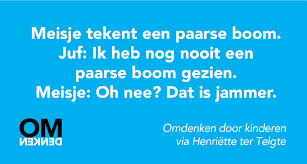 Meisje tekent een paarse boom.
Juf: Ik heb nog nooit een
paarse boom gezien.
Meisje: Oh nee? Dat is jammer.
OM
DENKEN
Omdenken door kinderen
via Henriëtte ter Telgte